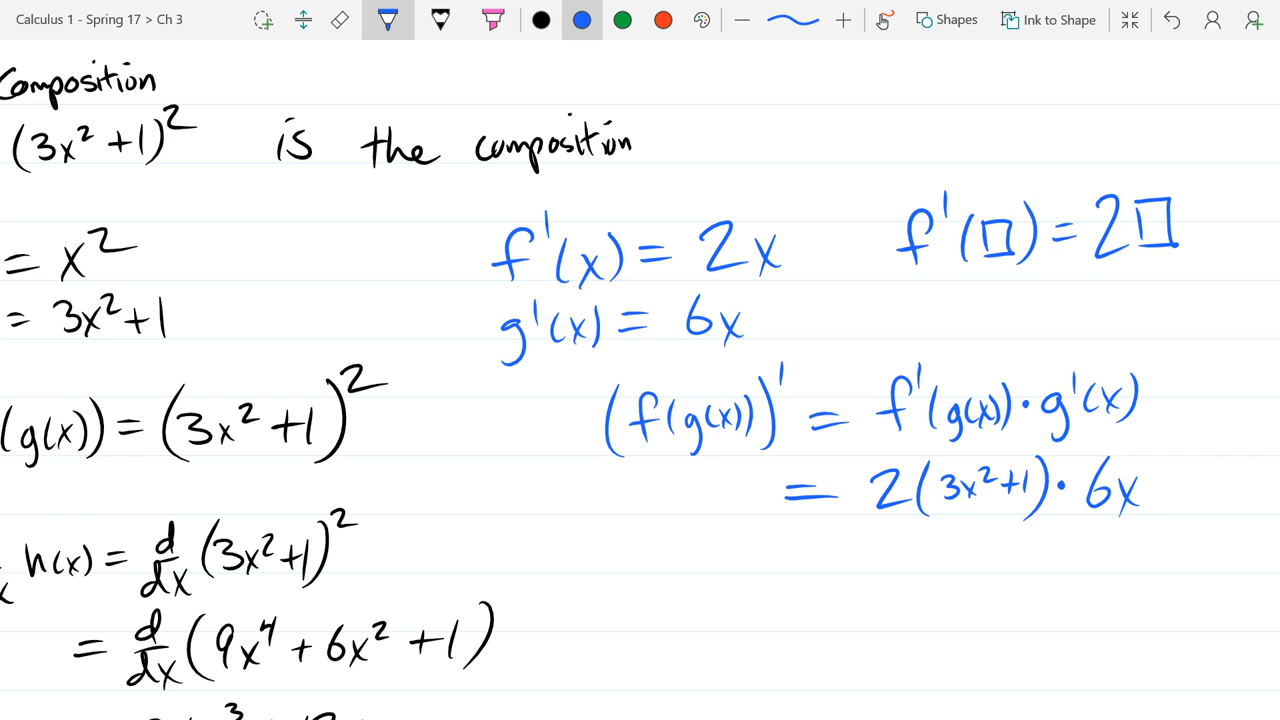 Calculus 1 - Spring 17 > Ch 3
Shapes
Ink to Shape
Composition
(3x² +1)² is the composition
= x²
= 3x²+1
f'(x) = 2x
f'(□) = 2□
g'(x) = 6x
(g(x)) = (3x² +1)²
(f(g(x)))' = f'(g(x)) · g'(x)
= 2(3x²+1) · 6x
h(x) = d/dx (3x²+1)²
= d/dx (9x⁴ + 6x² +1)